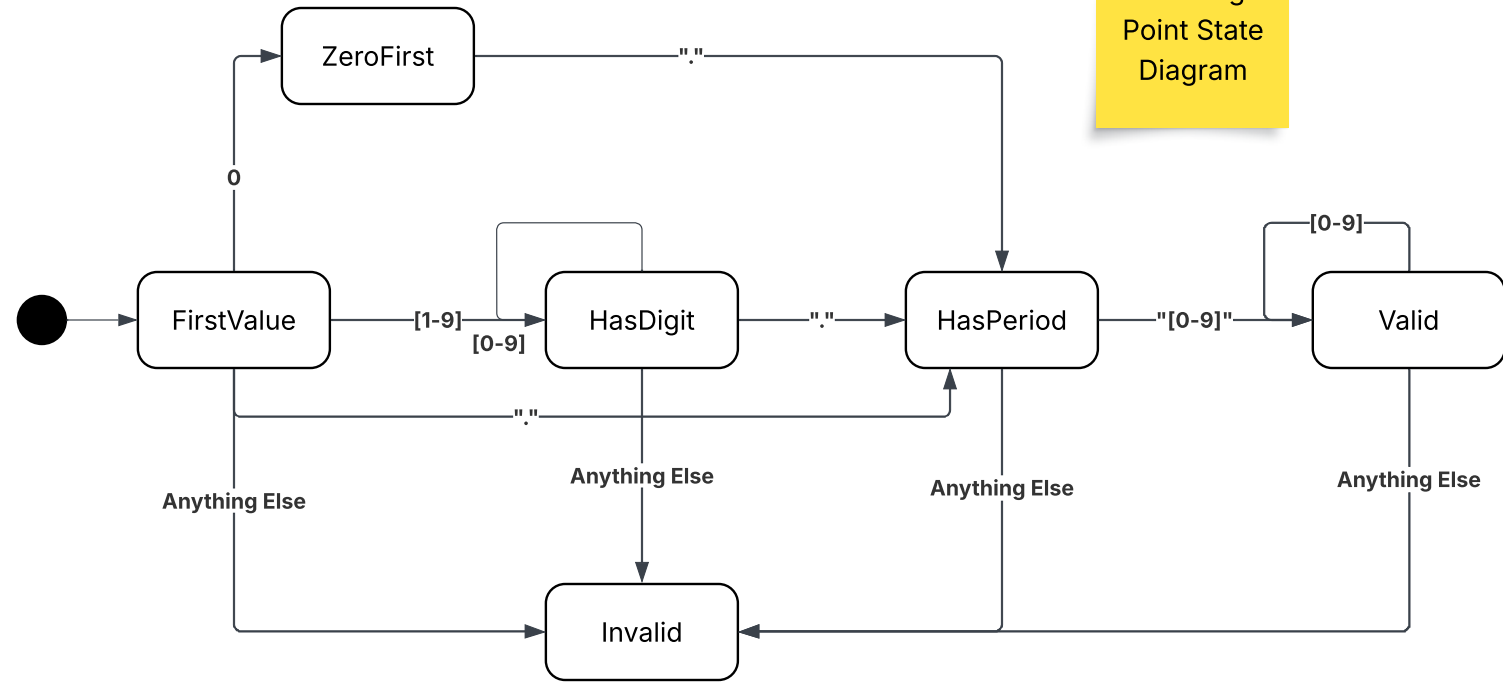 Point State
Diagram
ZeroFirst
"."
0
[0-9]
FirstValue
[1-9]
HasDigit
"."
HasPeriod
"[0-9]"
Valid
[0-9]
"."
Anything Else
Anything Else
Anything Else
Anything Else
Invalid